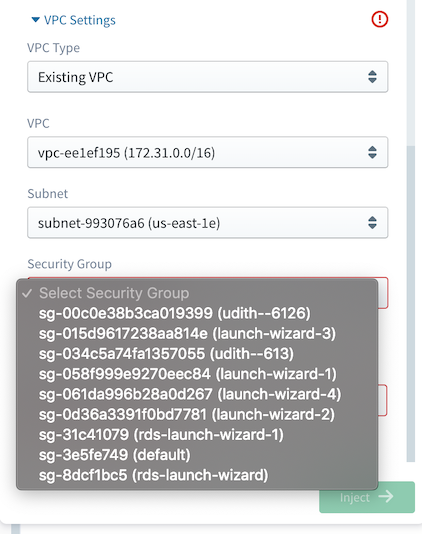 VPC Settings
VPC Type
Existing VPC
VPC
vpc-ee1ef195 (172.31.0.0/16)
Subnet
subnet-993076a6 (us-east-1e)
Security Group
✓ Select Security Group
sg-00c0e38b3ca019399 (udith--6126)
sg-015d9617238aa814e (launch-wizard-3)
sg-034c5a74fa1357055 (udith--613)
sg-058f999e9270eec84 (launch-wizard-1)
sg-061da996b28a0d267 (launch-wizard-4)
sg-0d36a3391f0bd7781 (launch-wizard-2)
sg-31c41079 (rds-launch-wizard-1)
sg-3e5fe749 (default)
sg-8dcf1bc5 (rds-launch-wizard)
Inject →